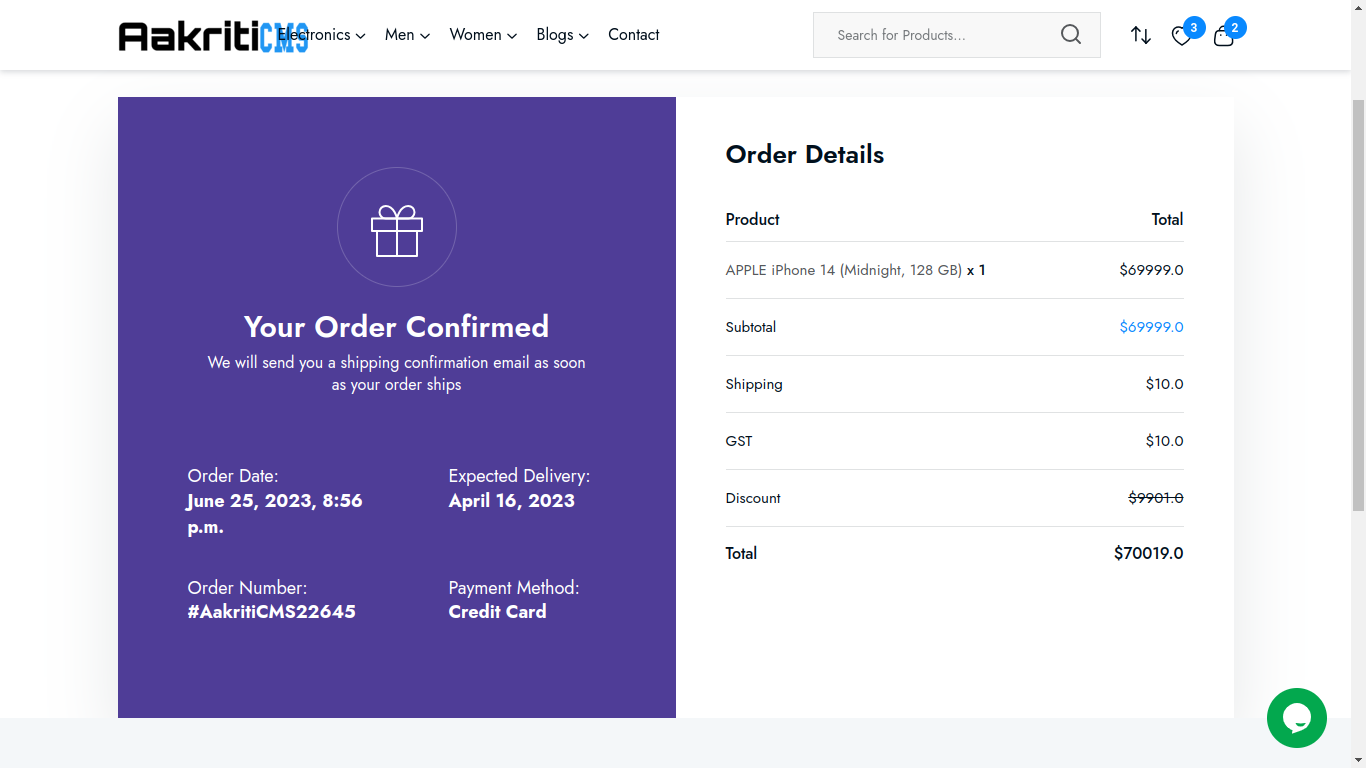 AakritiCMS
Electronics Men Women Blogs Contact
Search for Products...
3
2
Your Order Confirmed
We will send you a shipping confirmation email as soon
as your order ships
Order Date:
June 25, 2023, 8:56
p.m.
Expected Delivery:
April 16, 2023
Order Number:
#AakritiCMS22645
Payment Method:
Credit Card
Order Details
Product Total
APPLE iPhone 14 (Midnight, 128 GB) x 1 $69999.0
Subtotal $69999.0
Shipping $10.0
GST $10.0
Discount $9901.0
Total $70019.0